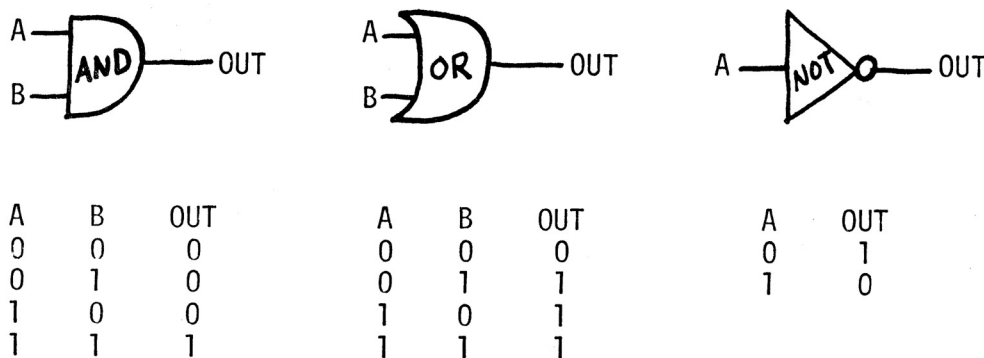 A AND OUT
B
A OR OUT
B
A NOT OUT
A B OUT
0 0 0
0 1 0
1 0 0
1 1 1
A B OUT
0 0 0
0 1 1
1 0 1
1 1 1
A OUT
0 1
1 0